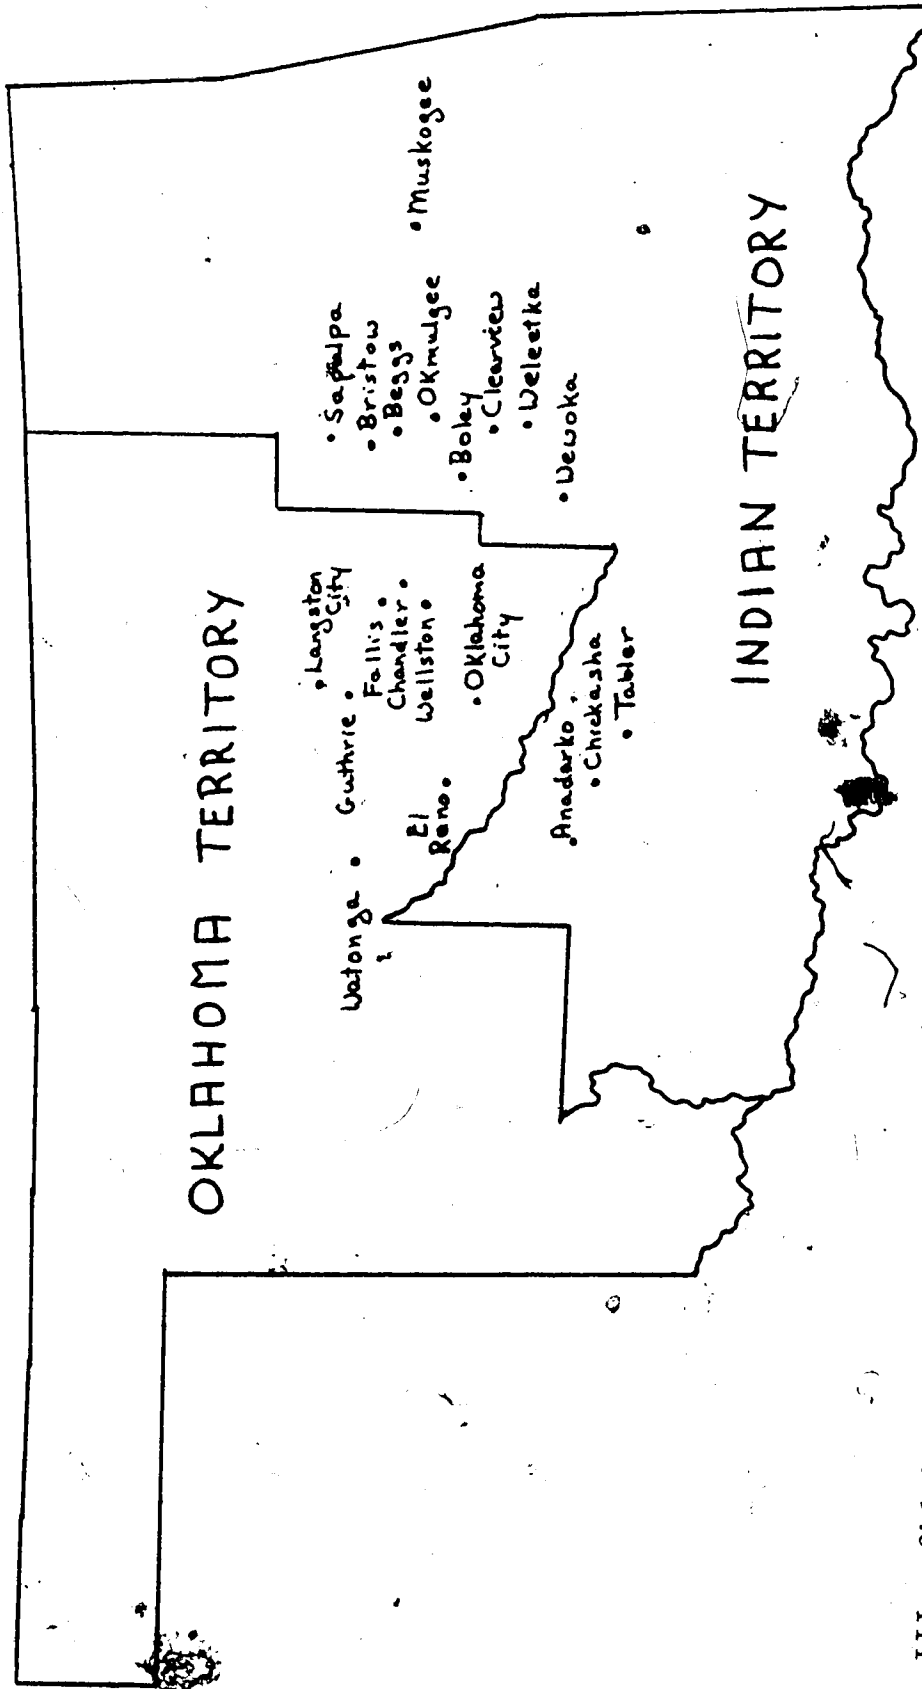 OKLAHOMA TERRITORY
INDIAN TERRITORY
Watonga
Guthrie
Langston
City
Fallis
Chandler
Wellston
El
Reno
Oklahoma
City
Anadarko
Chickasha
Tabler
Sapulpa
Bristow
Beggs
Okmulgee
Boley
Clearview
Weleetka
Wewoka
Muskogee
III